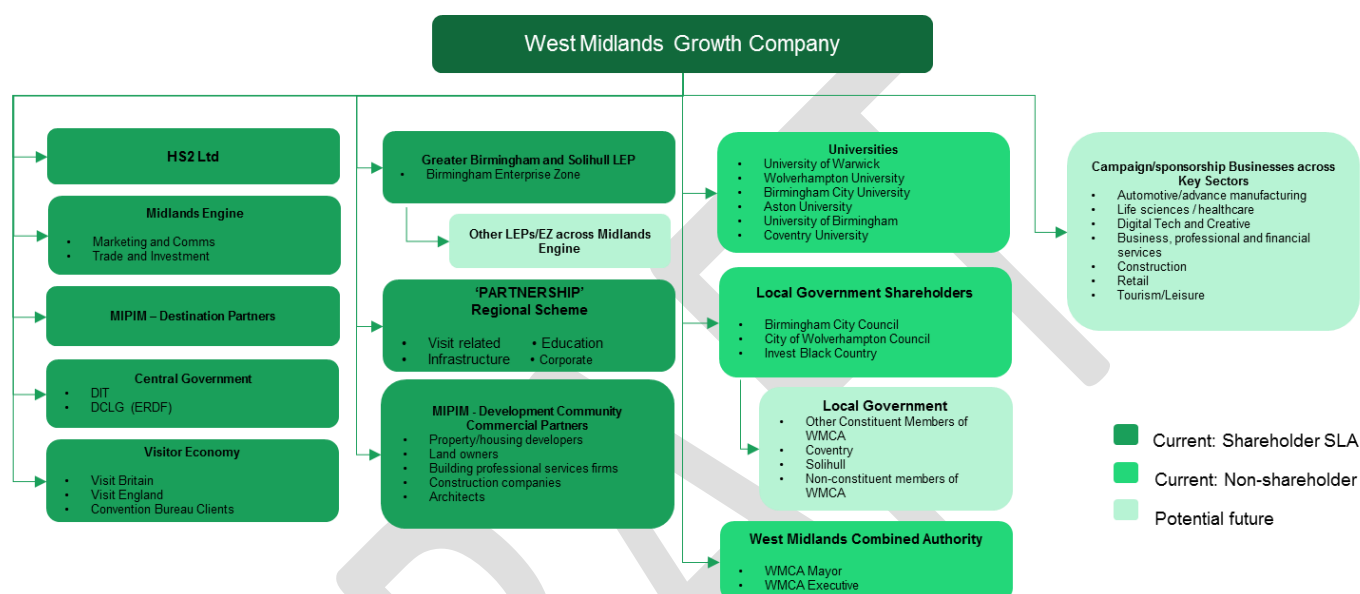 West Midlands Growth Company
HS2 Ltd
Midlands Engine
• Marketing and Comms
• Trade and Investment
MIPIM – Destination Partners
Central Government
• DIT
• DCLG (ERDF)
Visitor Economy
• Visit Britain
• Visit England
• Convention Bureau Clients
Greater Birmingham and Solihull LEP
• Birmingham Enterprise Zone
Other LEPs/EZ across Midlands
Engine
‘PARTNERSHIP’
Regional Scheme
• Visit related • Education
• Infrastructure • Corporate
MIPIM - Development Community
Commercial Partners
• Property/housing developers
• Land owners
• Building professional services firms
• Construction companies
• Architects
Universities
• University of Warwick
• Wolverhampton University
• Birmingham City University
• Aston University
• University of Birmingham
• Coventry University
Local Government Shareholders
• Birmingham City Council
• City of Wolverhampton Council
• Invest Black Country
Local Government
• Other Constituent Members of
WMCA
• Coventry
• Solihull
• Non-constituent members of
WMCA
West Midlands Combined Authority
• WMCA Mayor
• WMCA Executive
Campaign/sponsorship Businesses across
Key Sectors
• Automotive/advance manufacturing
• Life sciences / healthcare
• Digital Tech and Creative
• Business, professional and financial
services
• Construction
• Retail
• Tourism/Leisure
Current: Shareholder SLA
Current: Non-shareholder
Potential future